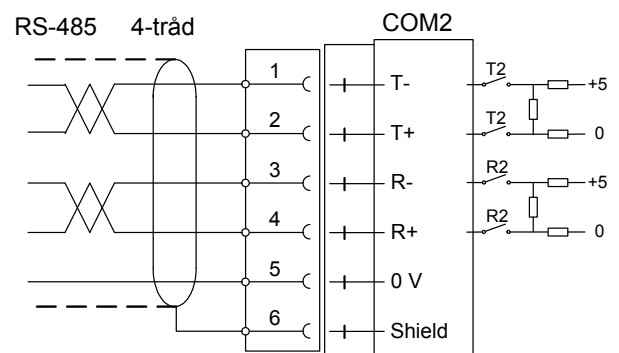 RS-485 4-tråd COM2
1 T- T2 +5
2 T+ T2 0
3 R- R2 +5
4 R+ R2 0
5 0 V
6 Shield